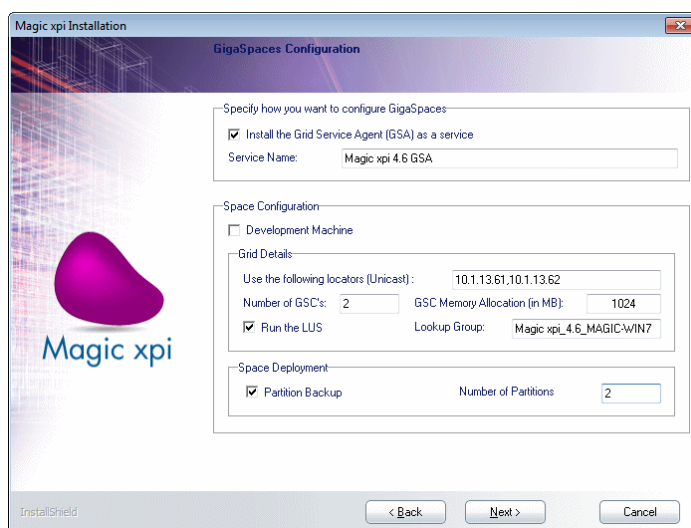 Magic xpi Installation
GigaSpaces Configuration
Specify how you want to configure GigaSpaces
Install the Grid Service Agent (GSA) as a service
Service Name: Magic xpi 4.6 GSA
Space Configuration
Development Machine
Grid Details
Use the following locators (Unicast) : 10.1.13.61,10.1.13.62
Number of GSC's: 2 GSC Memory Allocation (in MB): 1024
Run the LUS Lookup Group: Magic xpi_4.6_MAGIC-WIN7
Magic xpi
Space Deployment
Partition Backup Number of Partitions 2
InstallShield < Back Next > Cancel